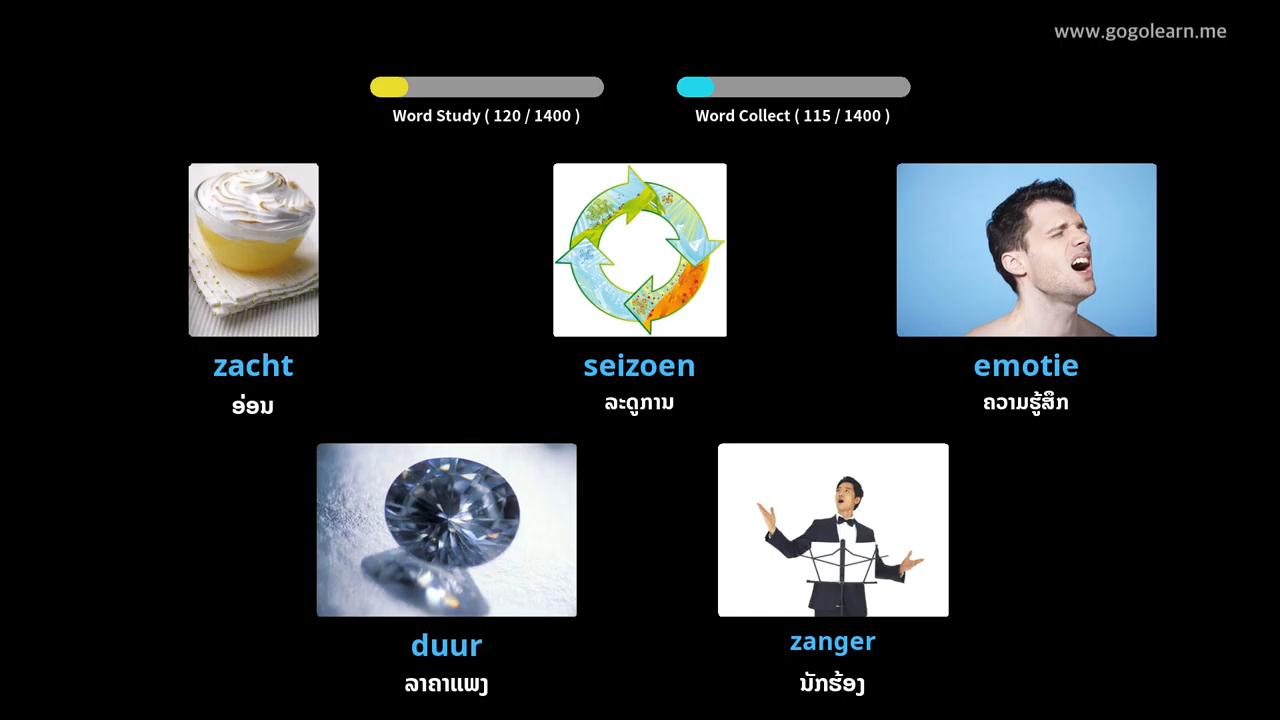 www.gogolearn.me
Word Study ( 120 / 1400 )
Word Collect ( 115 / 1400 )
zacht
ອ່ອນ
seizoen
ລະດູການ
emotie
ຄວາມຮູ້ສຶກ
duur
ລາຄາແພງ
zanger
ນັກຮ້ອງ